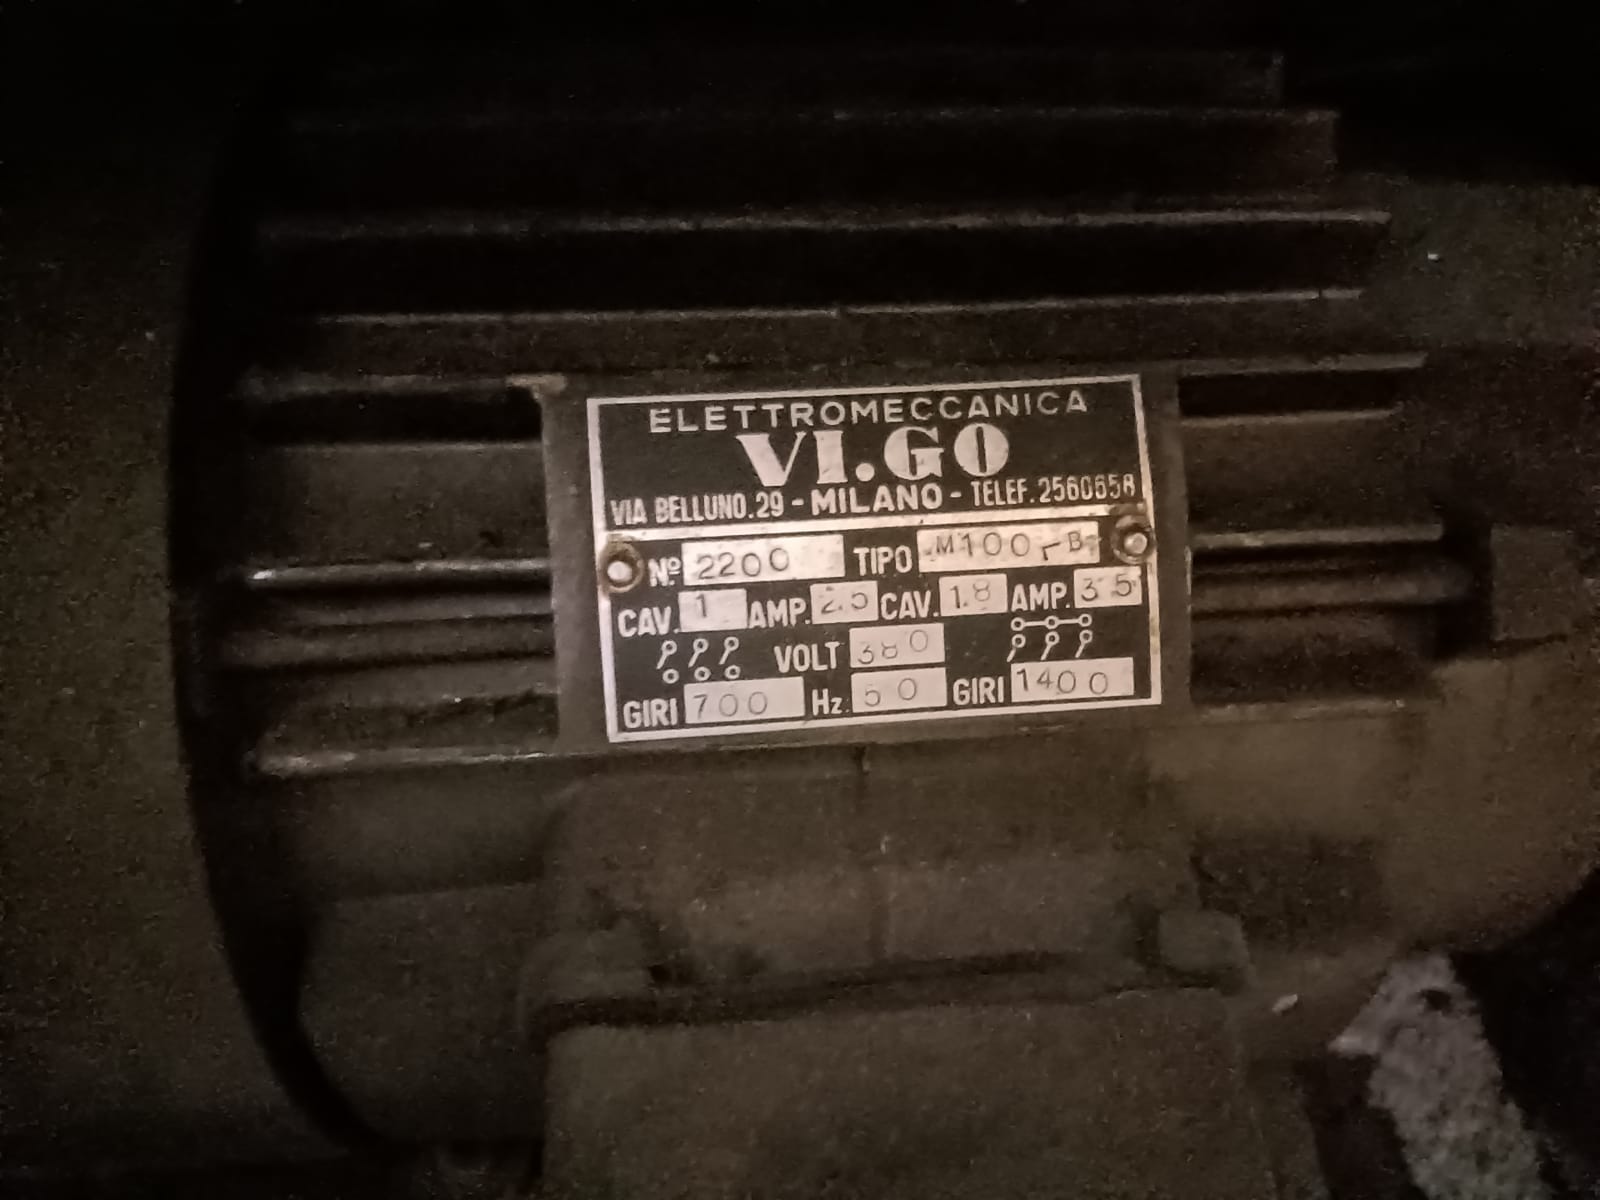 ELETTROMECCANICA
VI.GO
VIA BELLUNO.29 - MILANO - TELEF. 2560658
Nº 2200 TIPO M100 B
CAV. 1 AMP. 2.5 CAV. 1.8 AMP. 3.5
VOLT 380
GIRI 700 Hz. 50 GIRI 1400